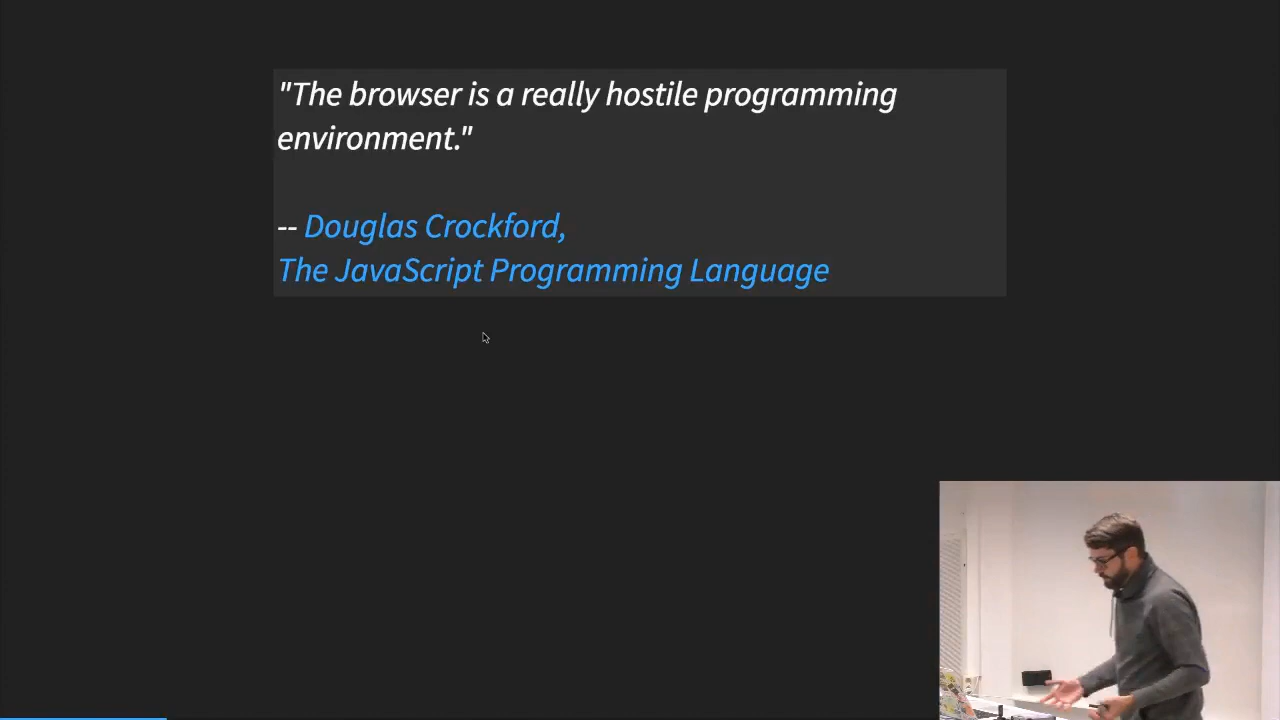 "The browser is a really hostile programming
environment."
-- Douglas Crockford,
The JavaScript Programming Language